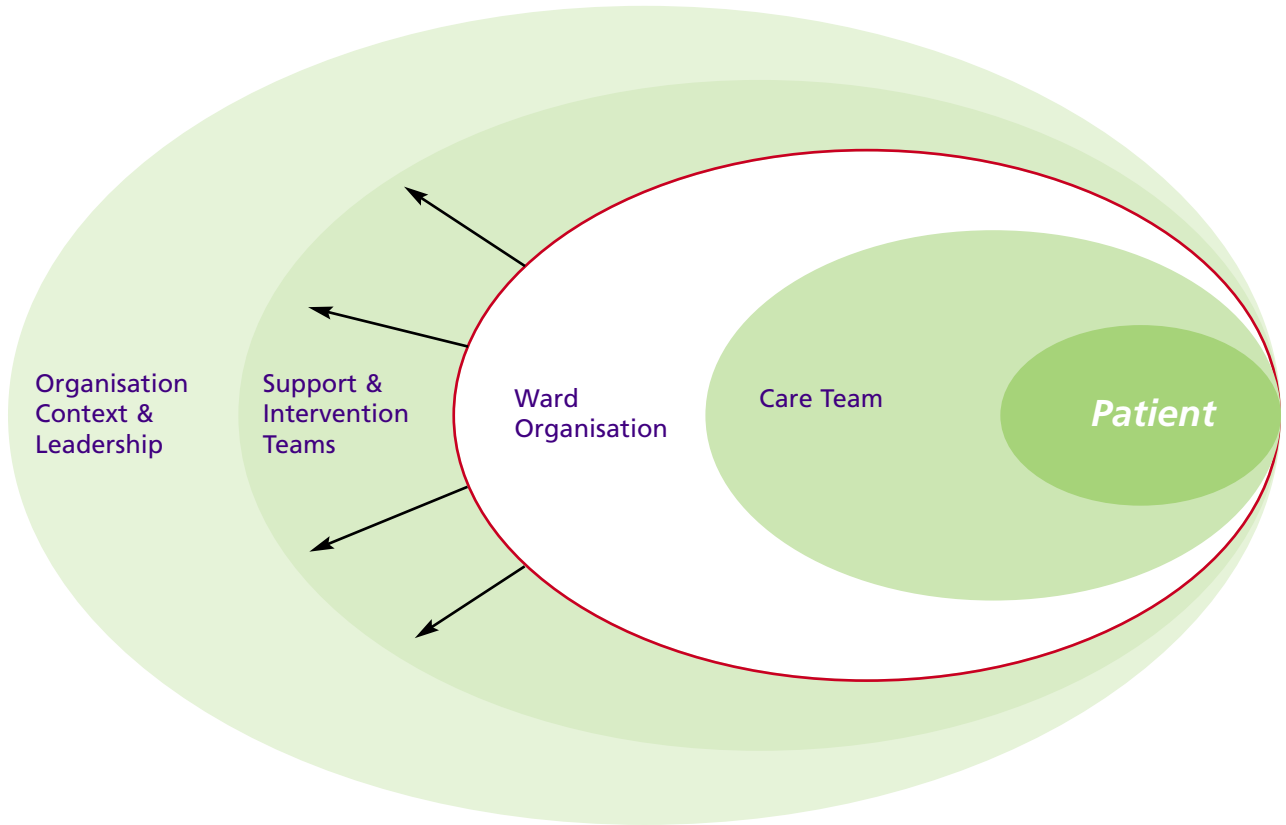 Organisation
Context &
Leadership
Support &
Intervention
Teams
Ward
Organisation
Care Team
Patient